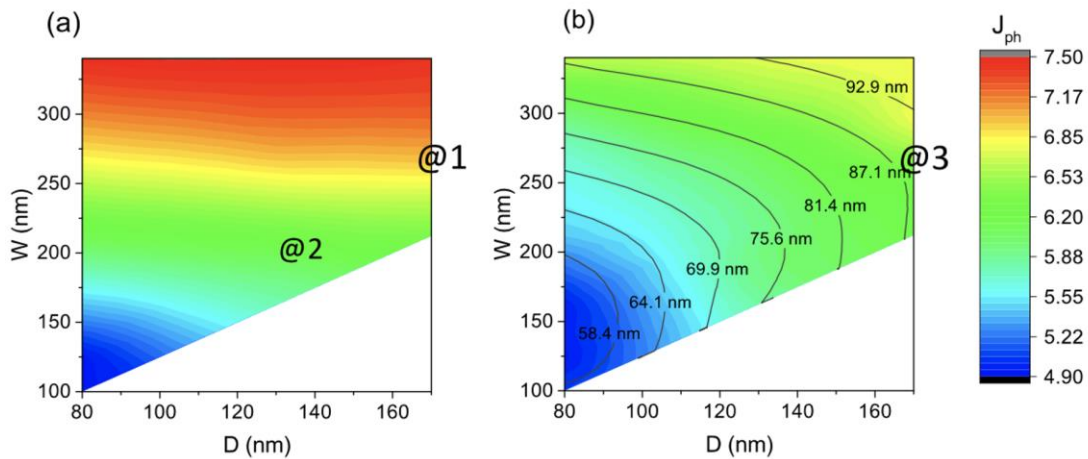 (a)
W (nm)
300
250
200
150
100
80
100
120
140
160
D (nm)
@1
@2
(b)
W (nm)
300
250
200
150
100
80
100
120
140
160
D (nm)
92.9 nm
@3
87.1 nm
81.4 nm
75.6 nm
69.9 nm
64.1 nm
58.4 nm
J_ph
7.50
7.17
6.85
6.53
6.20
5.88
5.55
5.22
4.90